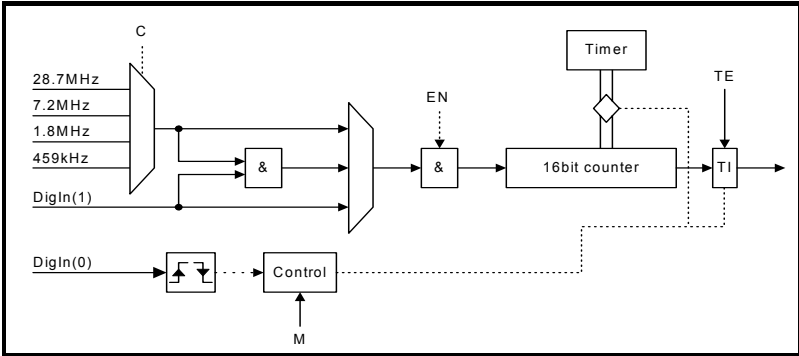 C
Timer
28.7MHz
TE
7.2MHz
EN
1.8MHz
459kHz
&
&
16bit counter
TI
DigIn(1)
DigIn(0)
Control
M